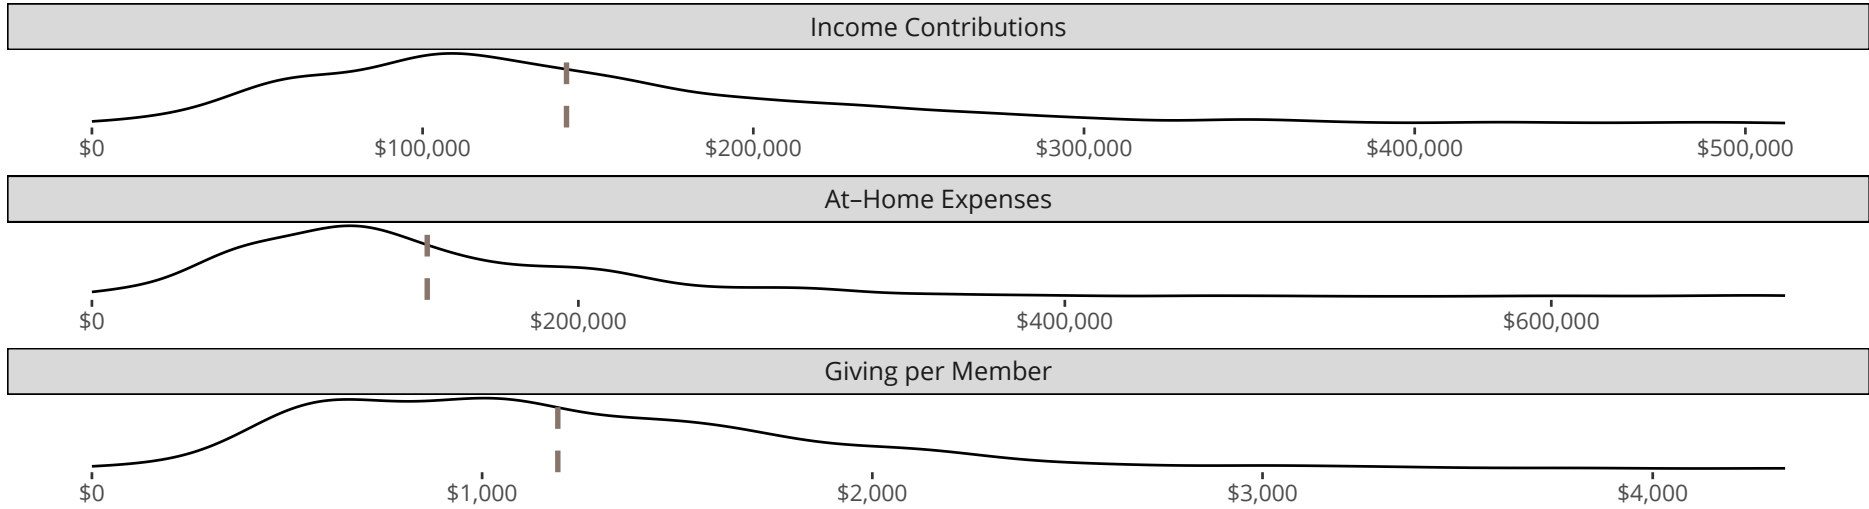 Income Contributions
$0 $100,000 $200,000 $300,000 $400,000 $500,000
At–Home Expenses
$0 $200,000 $400,000 $600,000
Giving per Member
$0 $1,000 $2,000 $3,000 $4,000